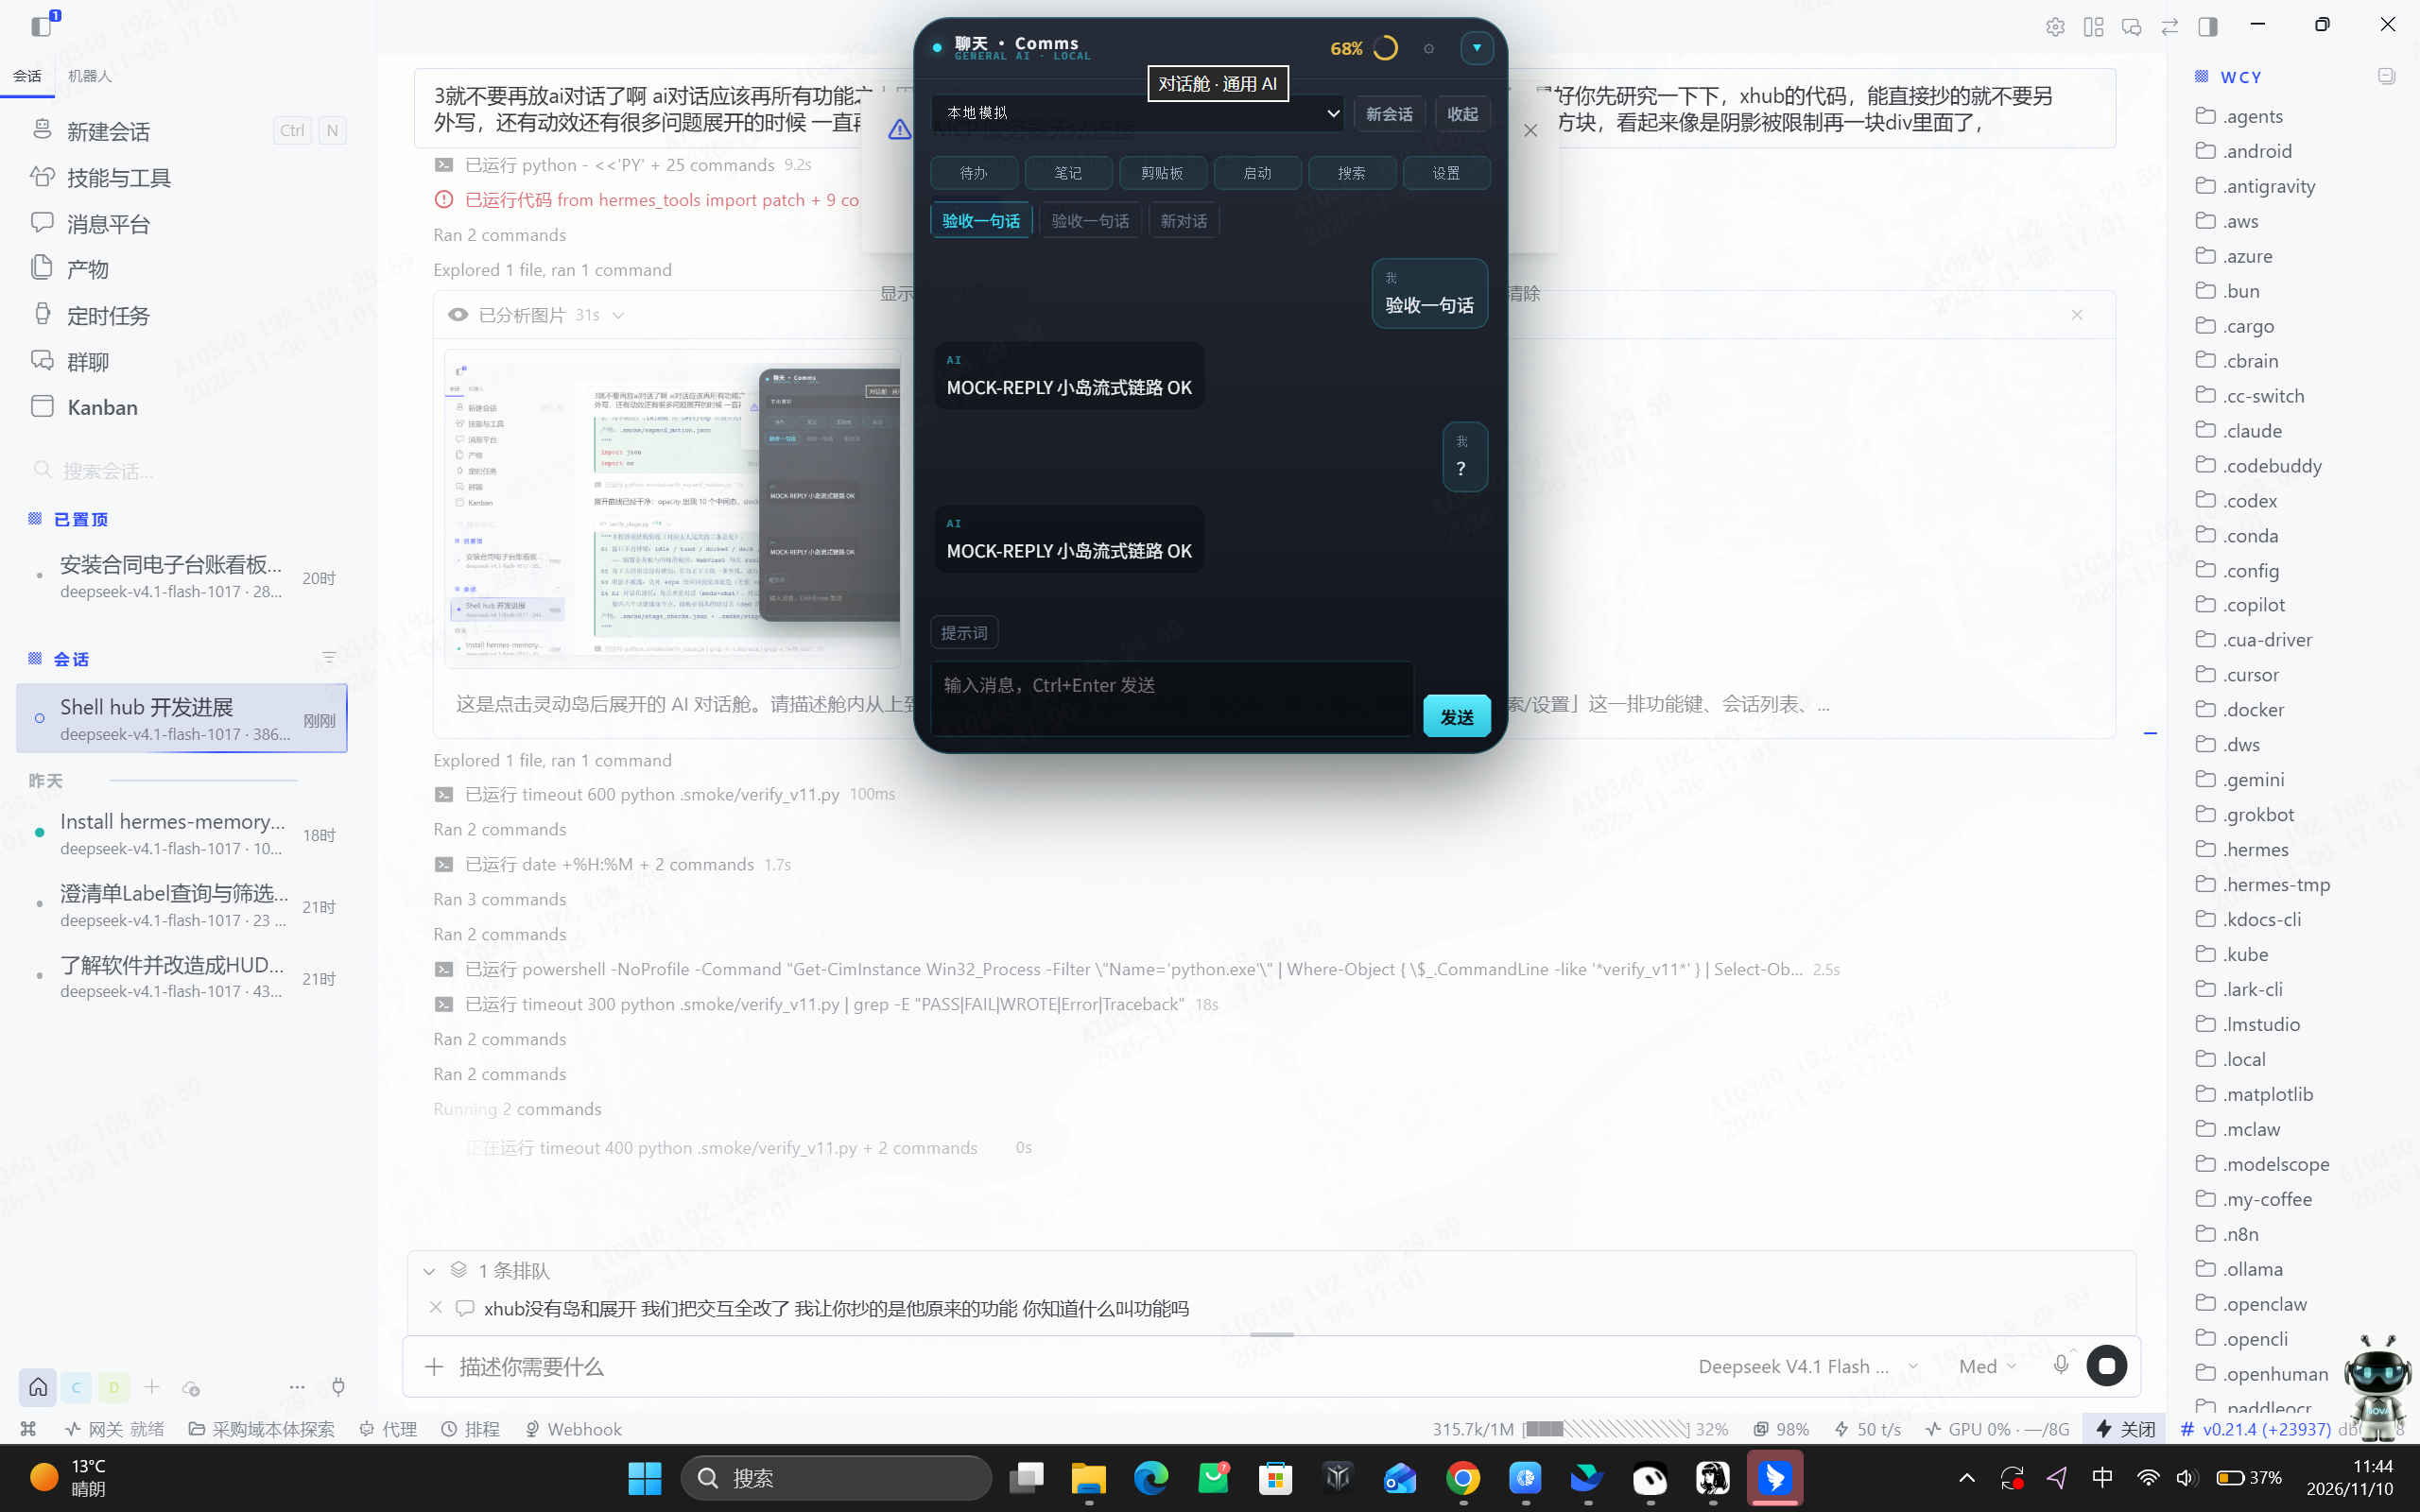 1
会话 机器人
新建会话 Ctrl N
技能与工具
消息平台
产物
定时任务
群聊
Kanban
搜索会话...
已置顶
安装合同电子台账看板... 20时
deepseek-v4.1-flash-1017 · 28...
会话
Shell hub 开发进展 刚刚
deepseek-v4.1-flash-1017 · 386...
昨天
Install hermes-memory... 18时
deepseek-v4.1-flash-1017 · 10...
澄清单Label查询与筛选... 21时
deepseek-v4.1-flash-1017 · 23 ...
了解软件并改造成HUD... 21时
deepseek-v4.1-flash-1017 · 43...
C D
3就不要再放ai对话了啊 ai对话应该再所有功能之
好你先研究一下下，xhub的代码，能直接抄的就不要另
外写，还有动效还有很多问题展开的时候 一直再
方块，看起来像是阴影被限制再一块div里面了，
已运行 python - <<'PY' + 25 commands 9.2s
已运行代码 from hermes_tools import patch + 9 co
Ran 2 commands
Explored 1 file, ran 1 command
显示
清除
已分析图片 31s
这是点击灵动岛后展开的 AI 对话舱。请描述舱内从上到
索/设置」这一排功能键、会话列表、...
Explored 1 file, ran 1 command
已运行 timeout 600 python .smoke/verify_v11.py 100ms
Ran 2 commands
已运行 date +%H:%M + 2 commands 1.7s
Ran 3 commands
Ran 2 commands
已运行 powershell -NoProfile -Command "Get-CimInstance Win32_Process -Filter \"Name='python.exe'\" | Where-Object { \$_.CommandLine -like '*verify_v11*' } | Select-Ob... 2.5s
已运行 timeout 300 python .smoke/verify_v11.py | grep -E "PASS|FAIL|WROTE|Error|Traceback" 18s
Ran 2 commands
Ran 2 commands
Running 2 commands
正在运行 timeout 400 python .smoke/verify_v11.py + 2 commands 0s
1 条排队
xhub没有岛和展开 我们把交互全改了 我让你抄的是他原来的功能 你知道什么叫功能吗
描述你需要什么
Deepseek V4.1 Flash ... Med
聊天 · Comms
GENERAL AI · LOCAL
68%
对话舱 · 通用 AI
本地模拟
新会话 收起
MCP 服务器无法连接
待办 笔记 剪贴板 启动 搜索 设置
验收一句话 验收一句话 新对话
我
验收一句话
AI
MOCK-REPLY 小岛流式链路 OK
我
？
AI
MOCK-REPLY 小岛流式链路 OK
提示词
输入消息，Ctrl+Enter 发送
发送
WCY
.agents
.android
.antigravity
.aws
.azure
.bun
.cargo
.cbrain
.cc-switch
.claude
.codebuddy
.codex
.conda
.config
.copilot
.cua-driver
.cursor
.docker
.dws
.gemini
.grokbot
.hermes
.hermes-tmp
.kdocs-cli
.kube
.lark-cli
.lmstudio
.local
.matplotlib
.mclaw
.modelscope
.my-coffee
.n8n
.ollama
.openclaw
.opencli
.openhuman
.paddleocr
NOVA
网关 就绪 采购域本体探索 代理 排程 Webhook
315.7k/1M 32% 98% 50 t/s GPU 0% · —/8G 关闭 # v0.21.4 (+23937)
13°C
晴朗
搜索
7
中 37%
11:44
2026/11/10
AI0340 192.168.29.59
2026-11-06 17:01